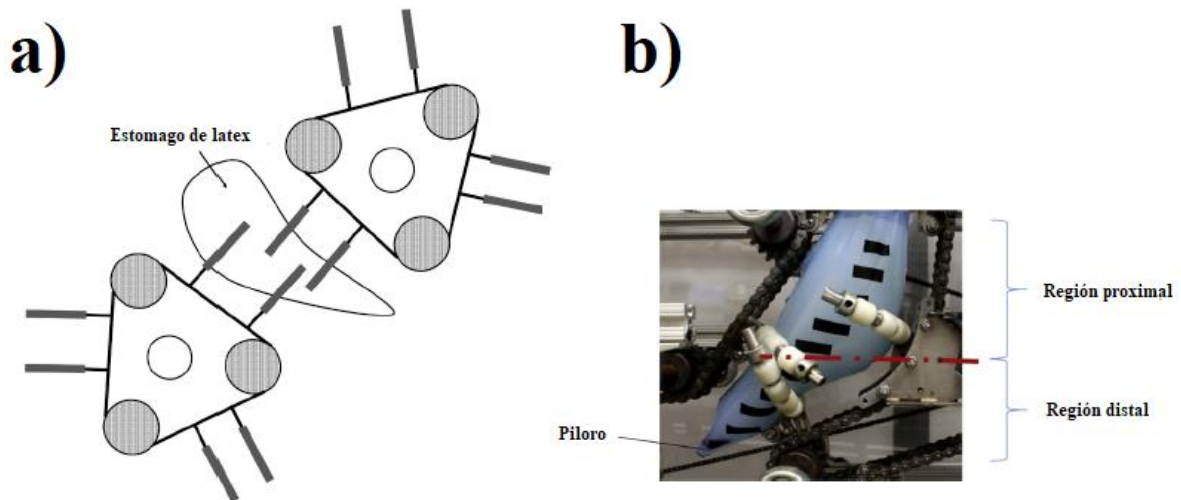 a)
Estomago de latex
b)
Región proximal
Región distal
Piloro